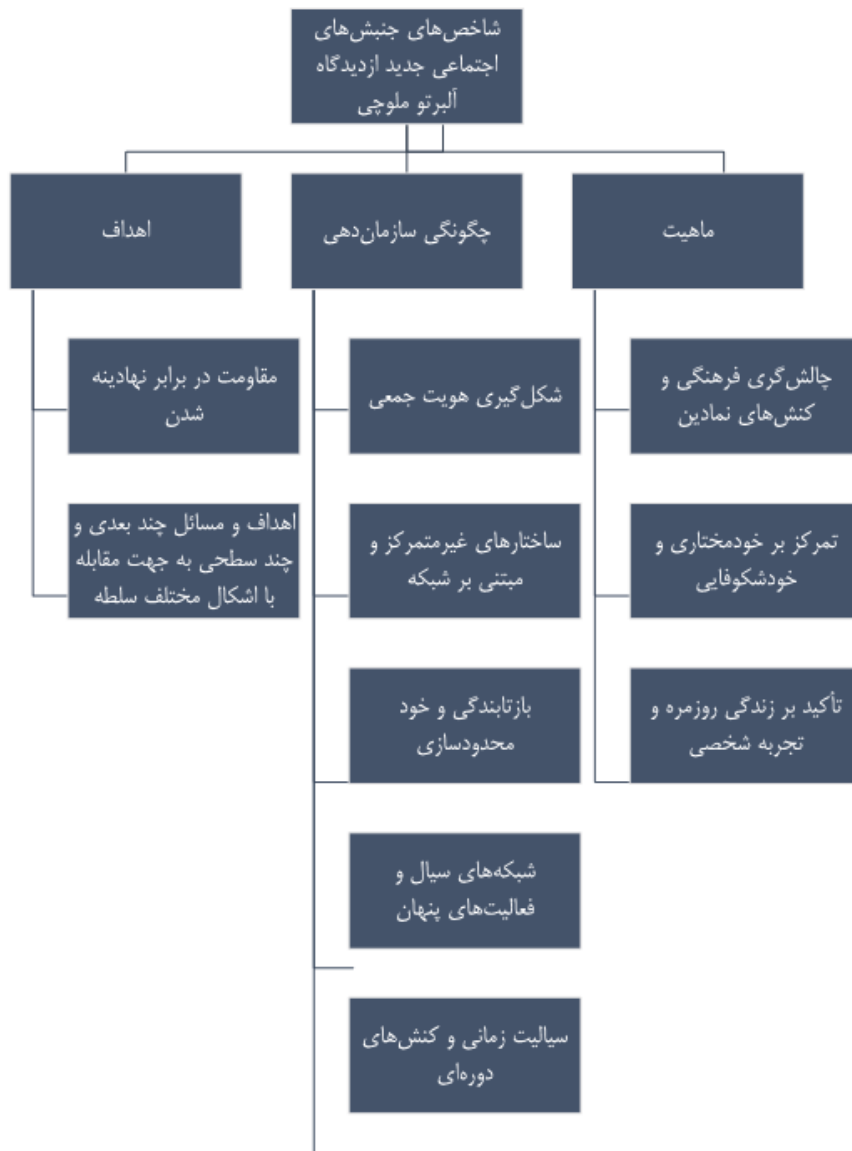 شاخص‌های جنبش‌های
اجتماعی جدید ازدیدگاه
آلبرتو ملوچی
ماهیت
چالش‌گری فرهنگی و
کنش‌های نمادین
تمرکز بر خودمختاری و
خودشکوفایی
تأکید بر زندگی روزمره و
تجربه شخصی
چگونگی سازمان‌دهی
شکل‌گیری هویت جمعی
ساختارهای غیرمتمرکز و
مبتنی بر شبکه
بازتابندگی و خود
محدودسازی
شبکه‌های سیال و
فعالیت‌های پنهان
سیالیت زمانی و کنش‌های
دوره‌ای
اهداف
مقاومت در برابر نهادینه
شدن
اهداف و مسائل چند بعدی و
چند سطحی به جهت مقابله
با اشکال مختلف سلطه